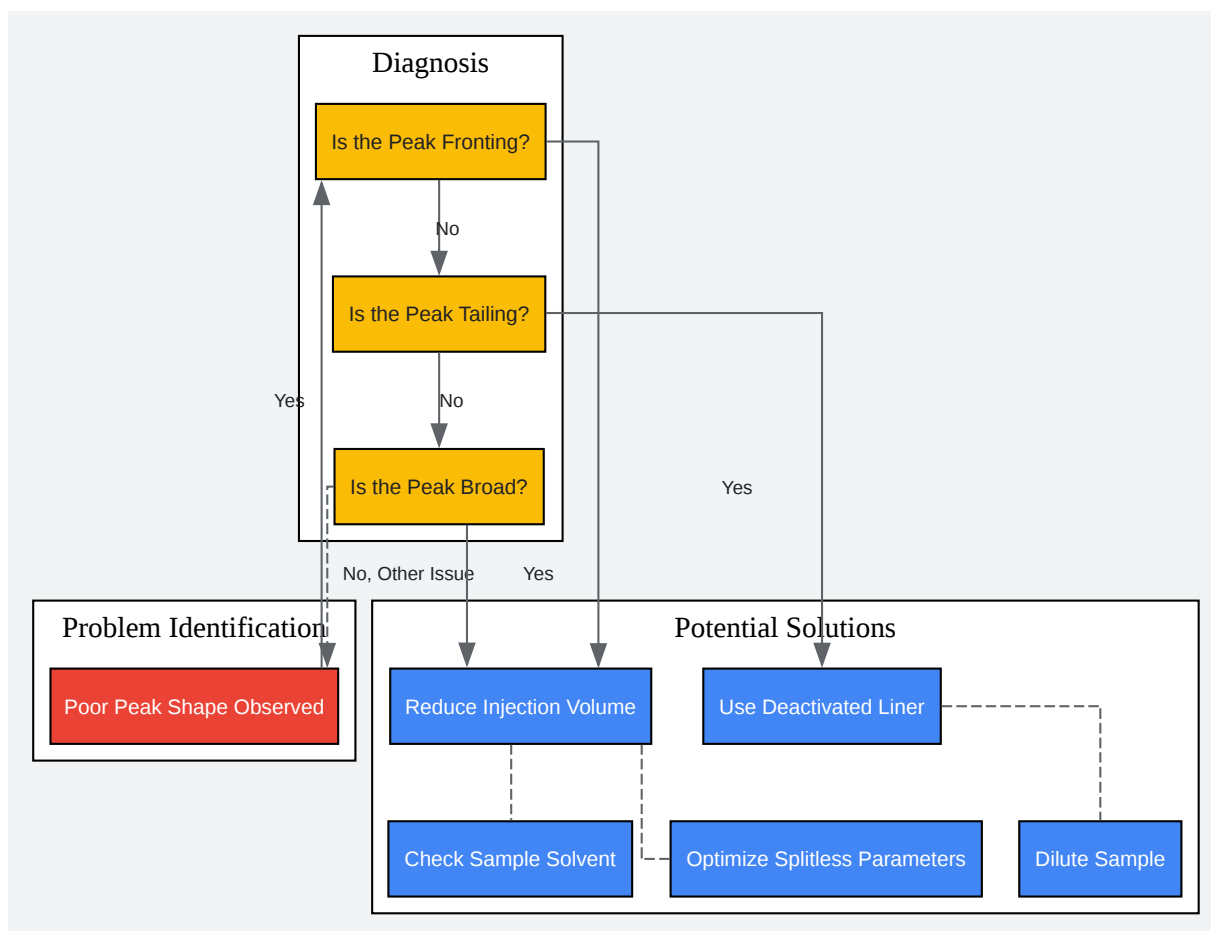 Diagnosis
Is the Peak Fronting?
No
Is the Peak Tailing?
Yes
No
Is the Peak Broad?
Yes
No, Other Issue
Yes
Problem Identification
Potential Solutions
Poor Peak Shape Observed
Reduce Injection Volume
Use Deactivated Liner
Check Sample Solvent
Optimize Splitless Parameters
Dilute Sample